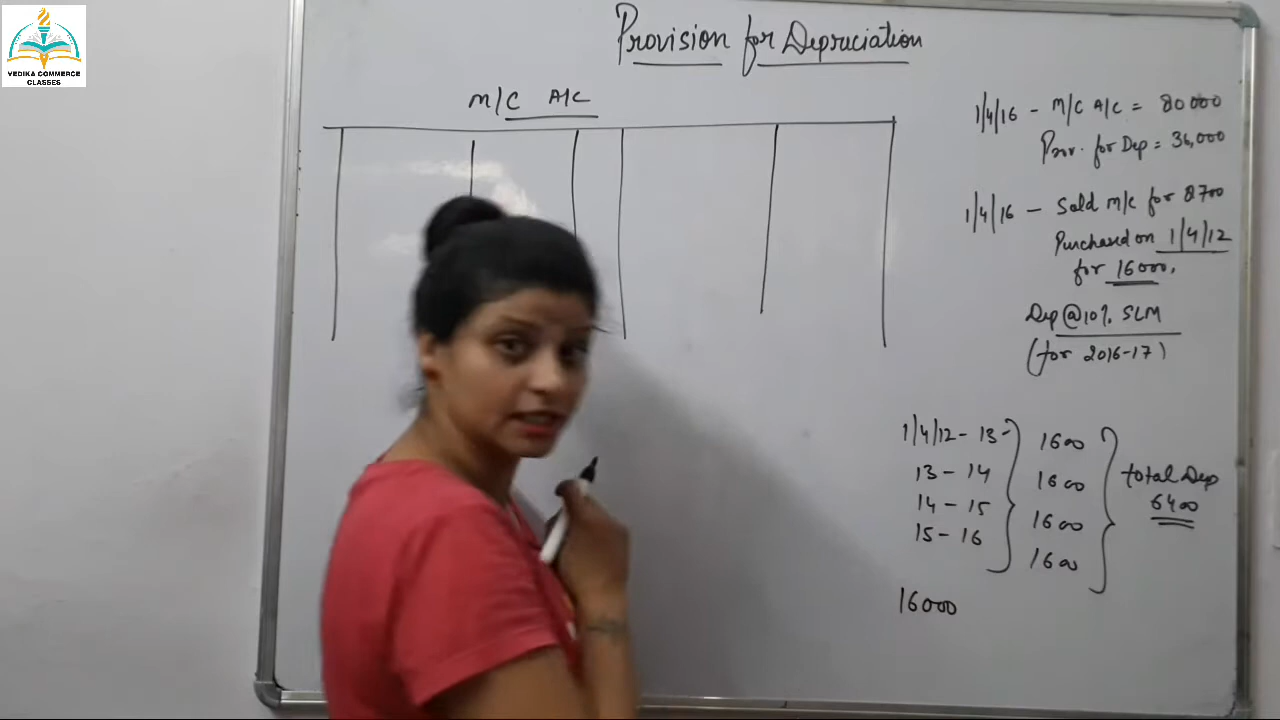 VEDIKA COMMERCE
CLASSES
Provision for Depreciation
M/C A/C
1/4/16 - M/C A/C = 80000
Prov. for Dep = 36,000
1/4/16 - Sold M/C for 8700
Purchased on 1/4/12
for 16000.
Dep @10% SLM
(for 2016-17)
1/4/12 - 13 - 1600
13 - 14 1600
14 - 15 1600
15 - 16 1600
total Dep
6400
16000